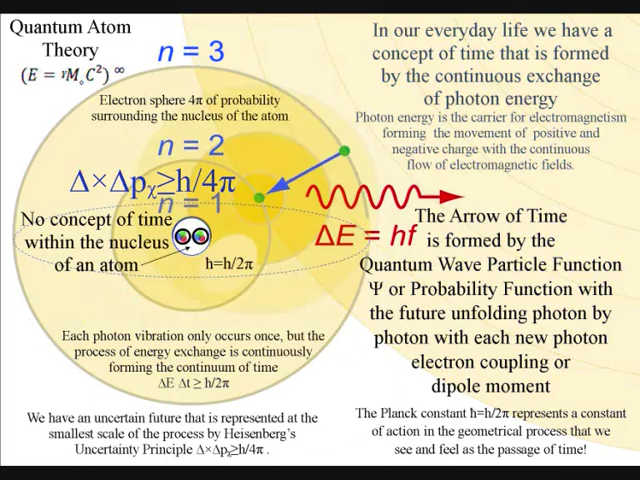 Quantum Atom
Theory
(E = γM₀C²) ∞
n = 3
Electron sphere 4π of probability
surrounding the nucleus of the atom
n = 2
Δ×Δpχ≥h/4π
n = 1
No concept of time
within the nucleus
of an atom
h=h/2π
Each photon vibration only occurs once, but the
process of energy exchange is continuously
forming the continuum of time
ΔE Δt ≥ h/2π
We have an uncertain future that is represented at the
smallest scale of the process by Heisenberg's
Uncertainty Principle Δ×Δpχ≥h/4π .
In our everyday life we have a
concept of time that is formed
by the continuous exchange
of photon energy
Photon energy is the carrier for electromagnetism
forming the movement of positive and
negative charge with the continuous
flow of electromagnetic fields.
ΔE = hf
The Arrow of Time
is formed by the
Quantum Wave Particle Function
Ψ or Probability Function with
the future unfolding photon by
photon with each new photon
electron coupling or
dipole moment
The Planck constant ħ=h/2π represents a constant
of action in the geometrical process that we
see and feel as the passage of time!